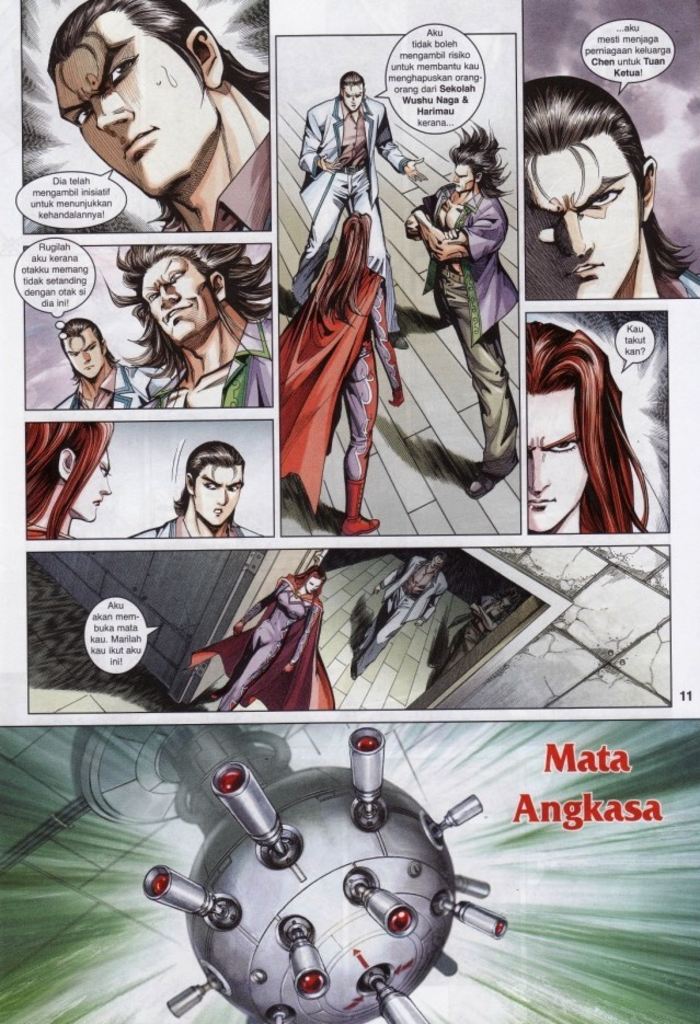 Dia telah
mengambil inisiatif
untuk menunjukkan
kehandalannya!
Rugilah
aku kerana
otakku memang
tidak setanding
dengan otak si
dia ini!
Aku
tidak boleh
mengambil risiko
untuk membantu kau
menghapuskan orang-
orang dari Sekolah
Wushu Naga &
Harimau
kerana...
...aku
mesti menjaga
perniagaan keluarga
Chen untuk Tuan
Ketua!
Kau
takut
kan?
Aku
akan mem-
buka mata
kau. Marilah
kau ikut aku
ini!
11
Mata
Angkasa